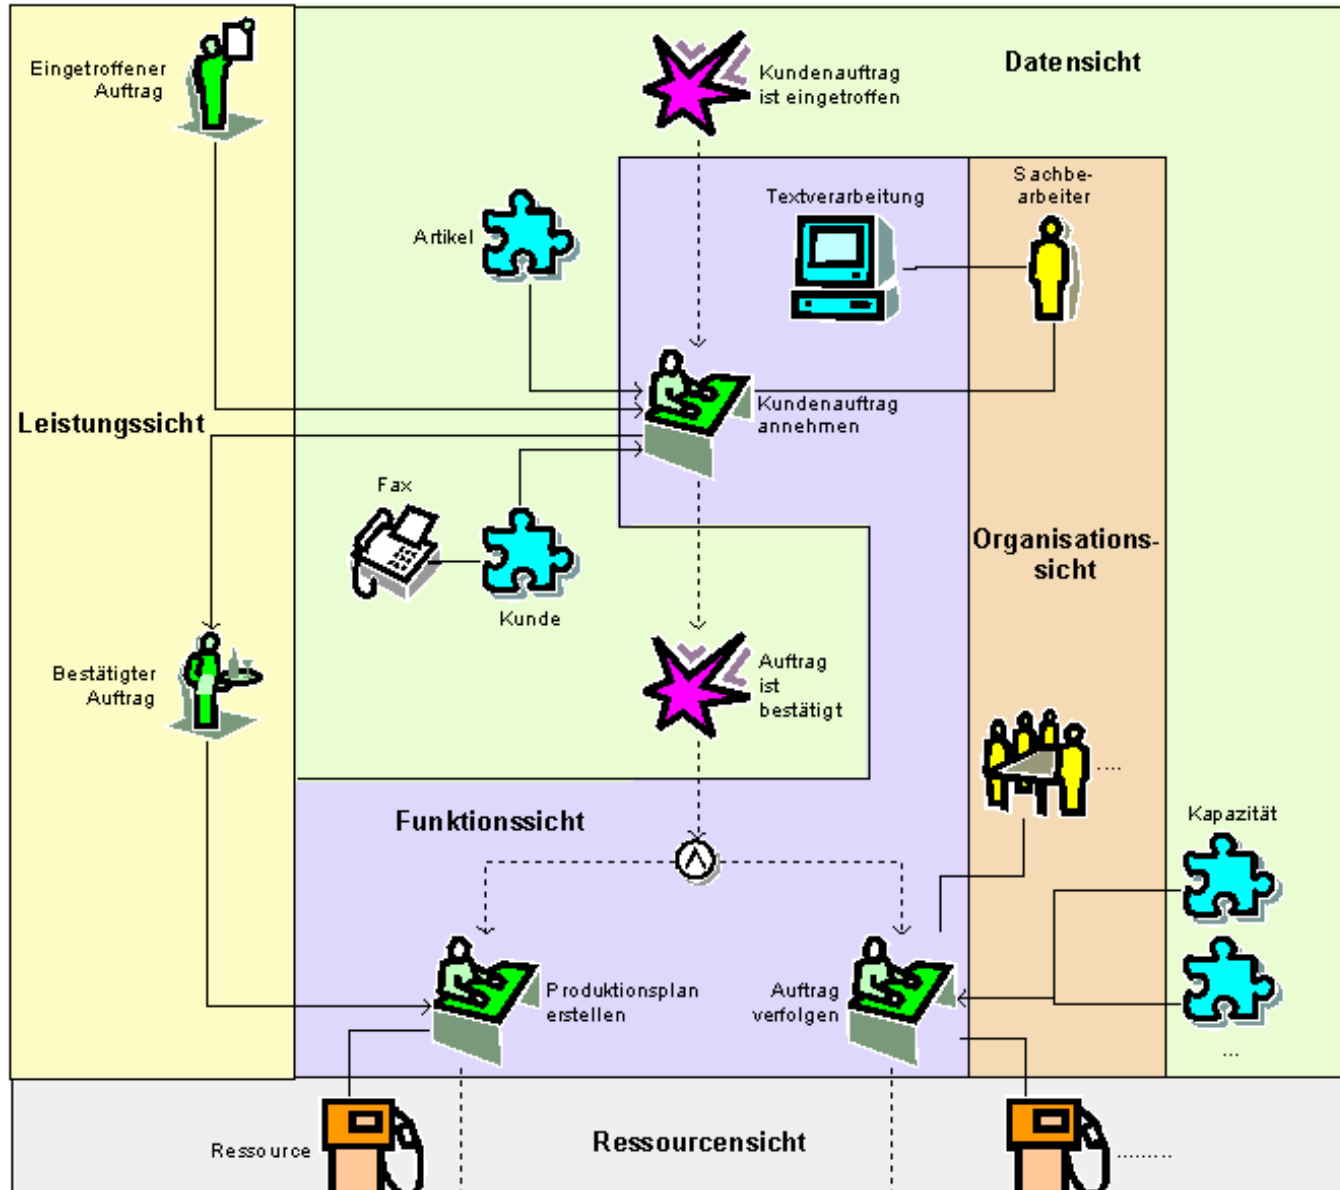 Eingetroffener
Auftrag
Kundenauftrag
ist eingetroffen
Datensicht
Artikel
Textverarbeitung
Sachbe-
arbeiter
Leistungssicht
Kundenauftrag
annehmen
Fax
Kunde
Organisations-
sicht
Bestätigter
Auftrag
Auftrag
ist
bestätigt
....
Funktionssicht
Kapazität
Produktionsplan
erstellen
Auftrag
verfolgen
...
Ressource
Ressourcensicht
.........